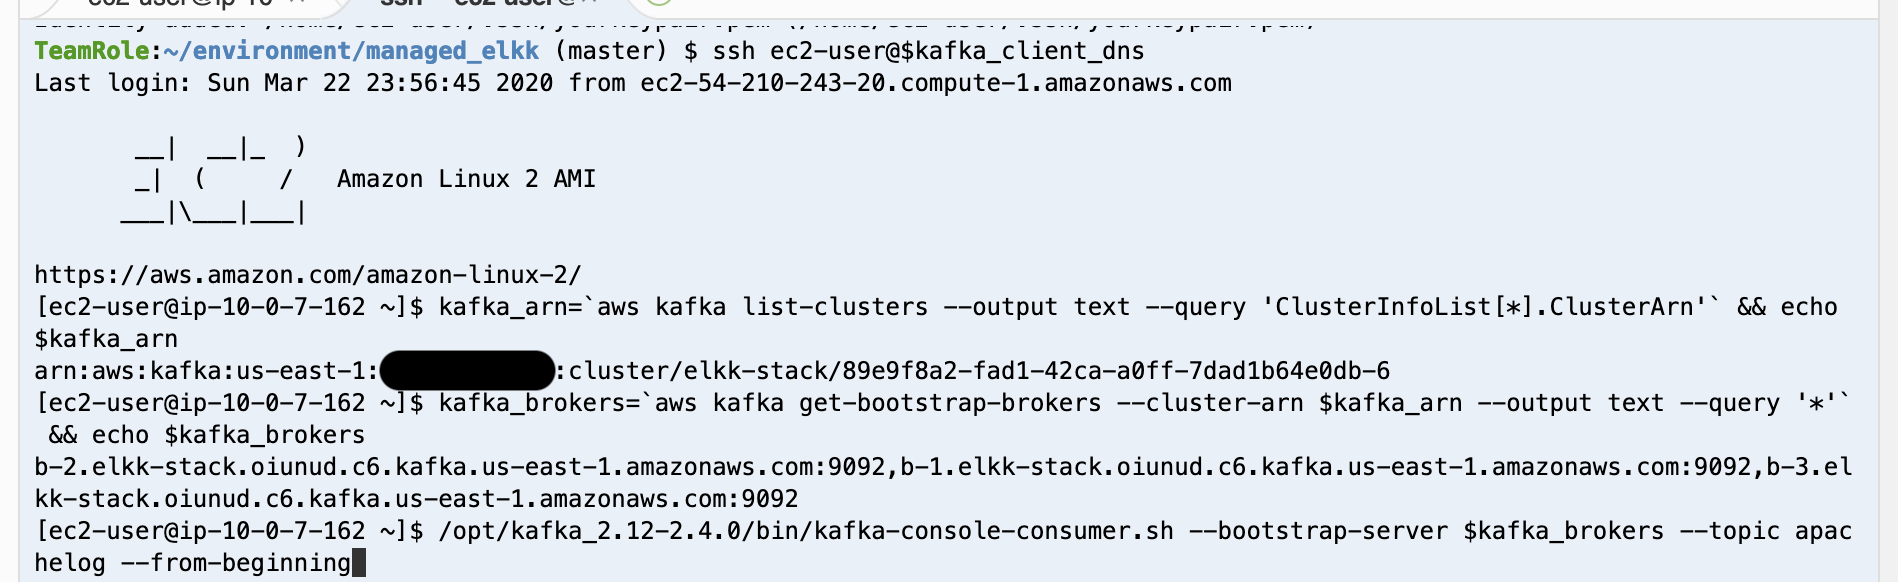 TeamRole:~/environment/managed_elkk (master) $ ssh ec2-user@$kafka_client_dns
Last login: Sun Mar 22 23:56:45 2020 from ec2-54-210-243-20.compute-1.amazonaws.com
       __|  __|_  )
       _|  (     /   Amazon Linux 2 AMI
      ___|\___|___|
https://aws.amazon.com/amazon-linux-2/
[ec2-user@ip-10-0-7-162 ~]$ kafka_arn=`aws kafka list-clusters --output text --query 'ClusterInfoList[*].ClusterArn'` && echo
$kafka_arn
arn:aws:kafka:us-east-1::cluster/elkk-stack/89e9f8a2-fad1-42ca-a0ff-7dad1b64e0db-6
[ec2-user@ip-10-0-7-162 ~]$ kafka_brokers=`aws kafka get-bootstrap-brokers --cluster-arn $kafka_arn --output text --query '*'`
 && echo $kafka_brokers
b-2.elkk-stack.oiunud.c6.kafka.us-east-1.amazonaws.com:9092,b-1.elkk-stack.oiunud.c6.kafka.us-east-1.amazonaws.com:9092,b-3.el
kk-stack.oiunud.c6.kafka.us-east-1.amazonaws.com:9092
[ec2-user@ip-10-0-7-162 ~]$ /opt/kafka_2.12-2.4.0/bin/kafka-console-consumer.sh --bootstrap-server $kafka_brokers --topic apac
helog --from-beginning